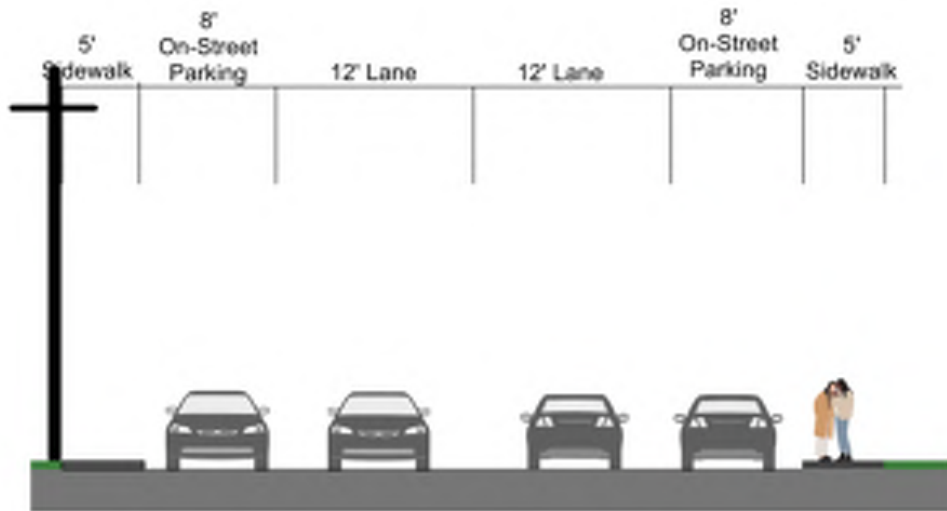 5'
Sidewalk
8'
On-Street
Parking
12' Lane
12' Lane
8'
On-Street
Parking
5'
Sidewalk